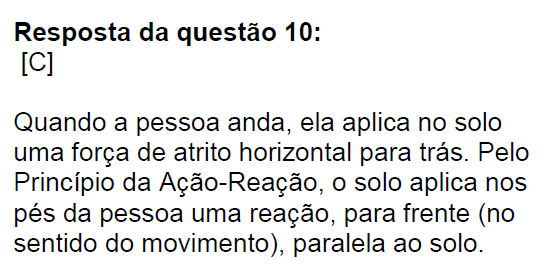 Resposta da questão 10:
[C]
Quando a pessoa anda, ela aplica no solo
uma força de atrito horizontal para trás. Pelo
Princípio da Ação-Reação, o solo aplica nos
pés da pessoa uma reação, para frente (no
sentido do movimento), paralela ao solo.